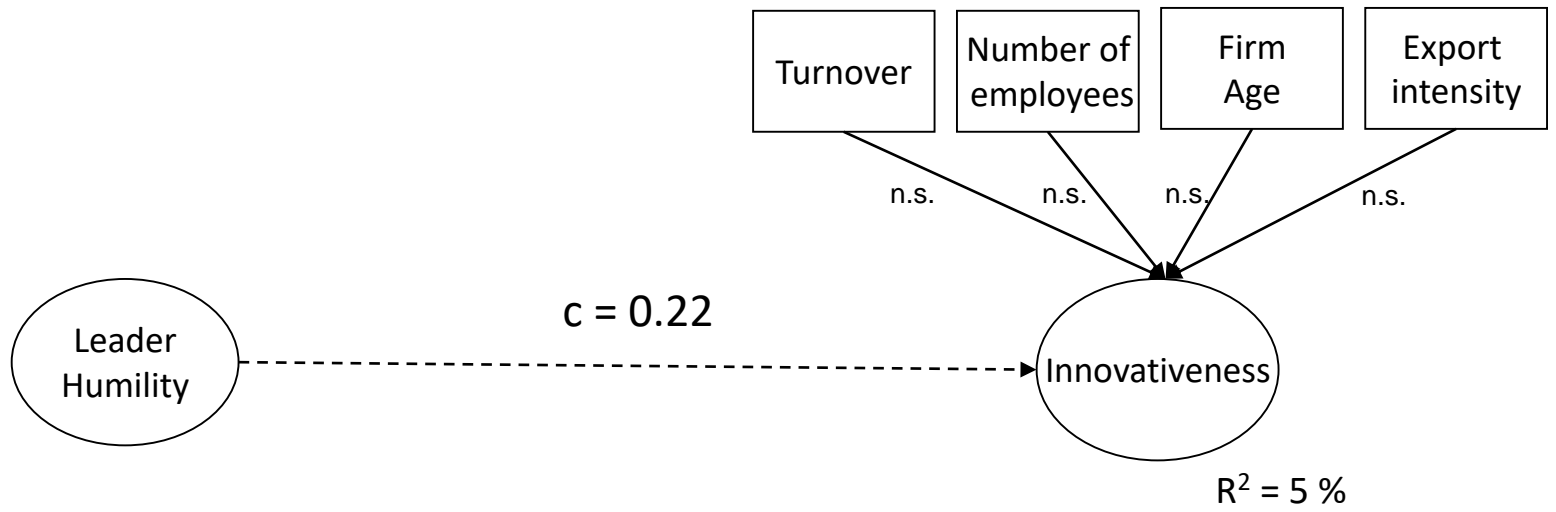 Turnover
Number of
employees
Firm
Age
Export
intensity
n.s.
n.s.
n.s.
n.s.
c = 0.22
Leader
Humility
Innovativeness
R² = 5 %